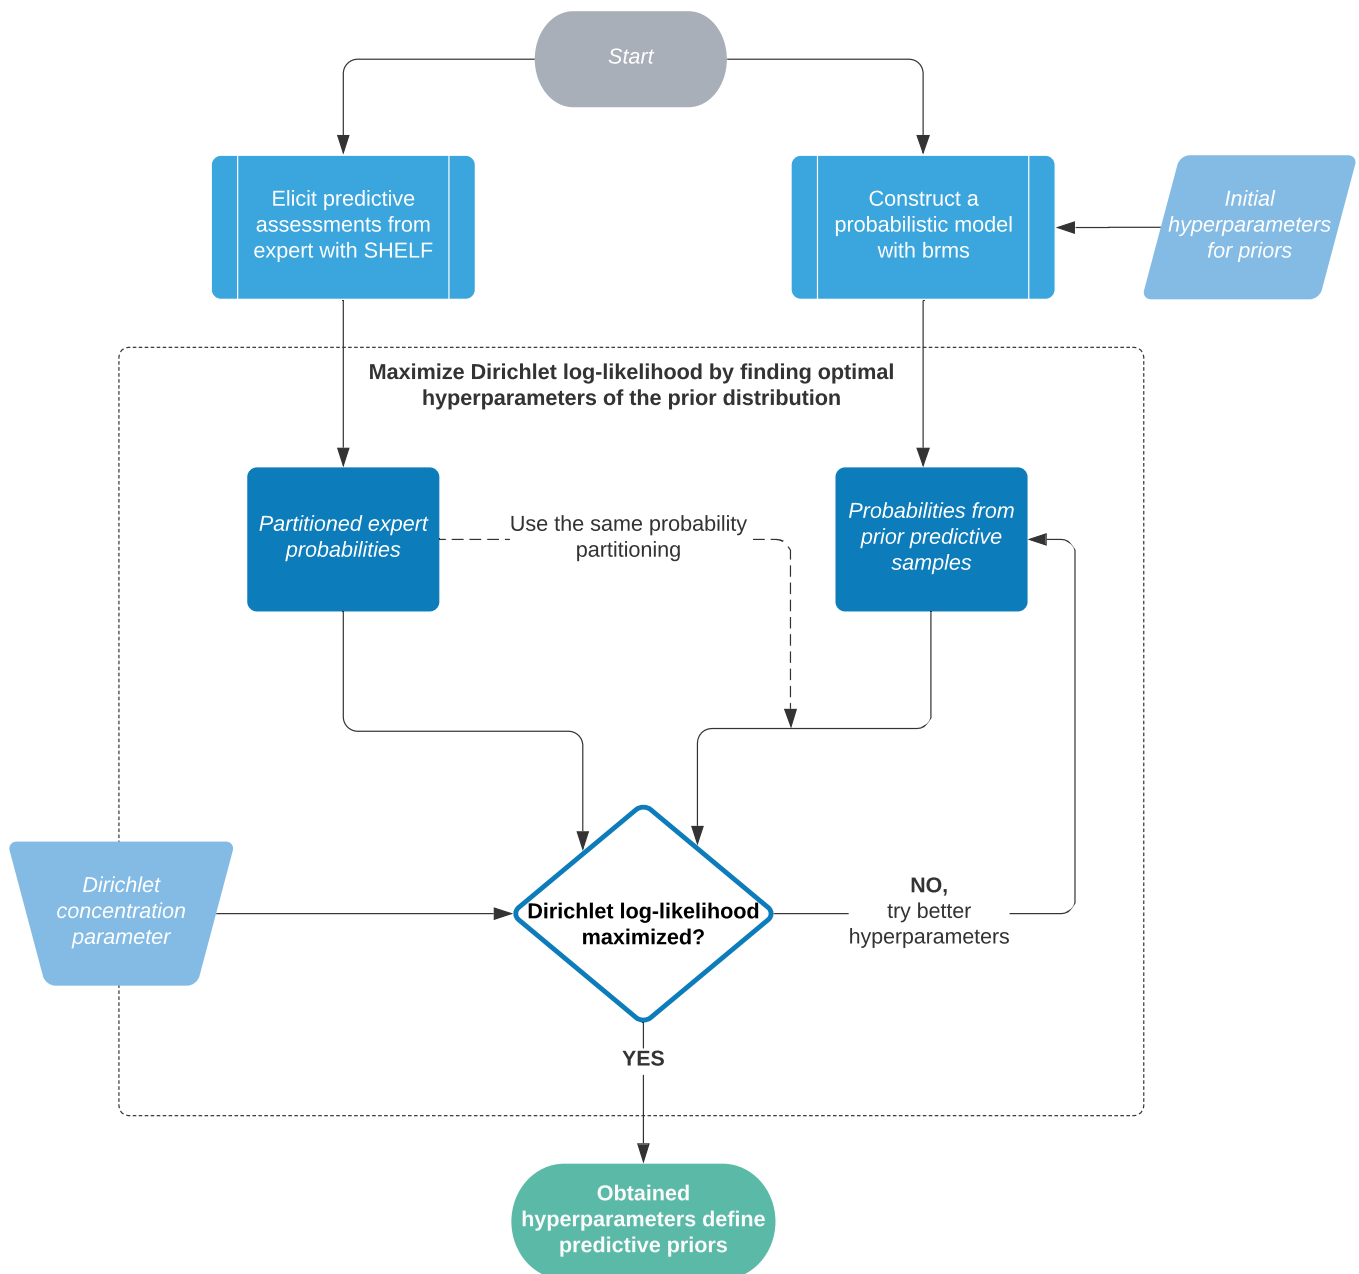 Start
Elicit predictive
assessments from
expert with SHELF
Construct a
probabilistic model
with brms
Initial
hyperparameters
for priors
Maximize Dirichlet log-likelihood by finding optimal
hyperparameters of the prior distribution
Partitioned expert
probabilities
Use the same probability
partitioning
Probabilities from
prior predictive
samples
Dirichlet
concentration
parameter
Dirichlet log-likelihood
maximized?
NO,
try better
hyperparameters
YES
Obtained
hyperparameters define
predictive priors